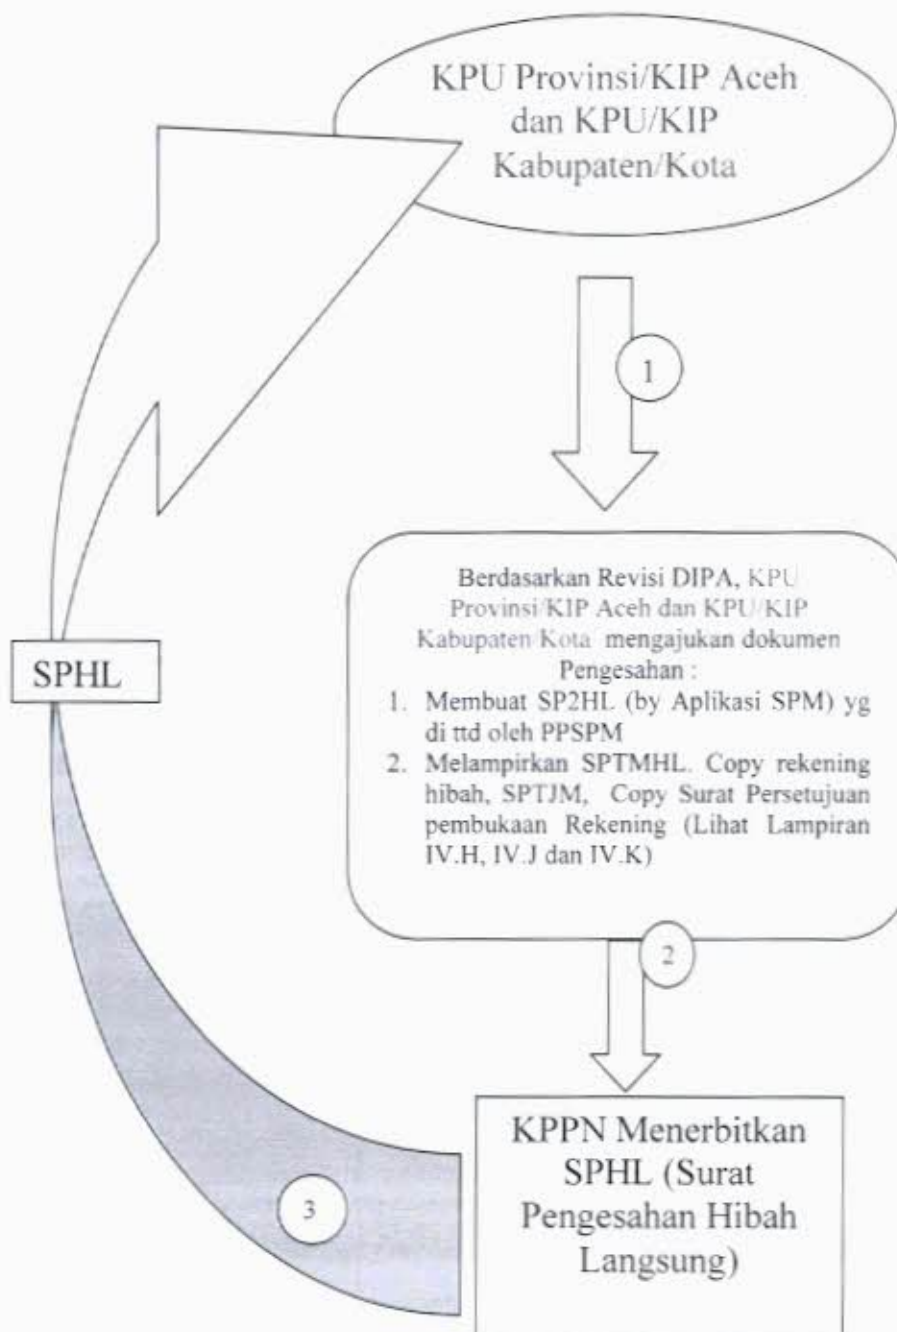 KPU Provinsi/KIP Aceh
dan KPU/KIP
Kabupaten/Kota
1
Berdasarkan Revisi DIPA, KPU
Provinsi/KIP Aceh dan KPU/KIP
Kabupaten/Kota mengajukan dokumen
Pengesahan :
1. Membuat SP2HL (by Aplikasi SPM) yg
di ttd oleh PPSPM
2. Melampirkan SPTMHL. Copy rekening
hibah, SPTJM, Copy Surat Persetujuan
pembukaan Rekening (Lihat Lampiran
IV.H, IV.J dan IV.K)
SPHL
2
KPPN Menerbitkan
SPHL (Surat
Pengesahan Hibah
Langsung)
3